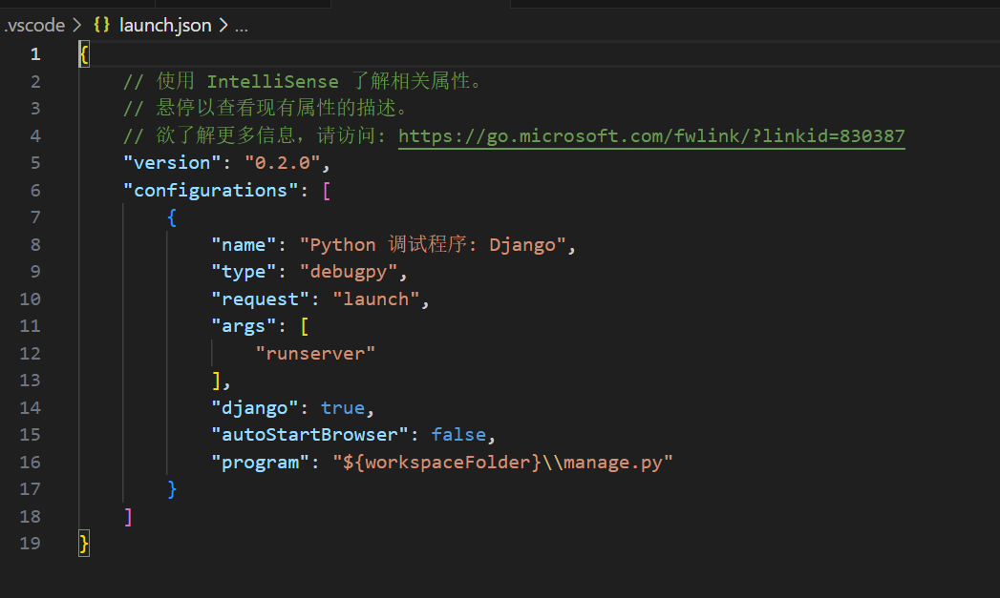 .vscode > {} launch.json > ...
1 {
2 // 使用 IntelliSense 了解相关属性。
3 // 悬停以查看现有属性的描述。
4 // 欲了解更多信息，请访问: https://go.microsoft.com/fwlink/?linkid=830387
5 "version": "0.2.0",
6 "configurations": [
7 {
8 "name": "Python 调试程序: Django",
9 "type": "debugpy",
10 "request": "launch",
11 "args": [
12 "runserver"
13 ],
14 "django": true,
15 "autoStartBrowser": false,
16 "program": "${workspaceFolder}\\manage.py"
17 }
18 ]
19 }